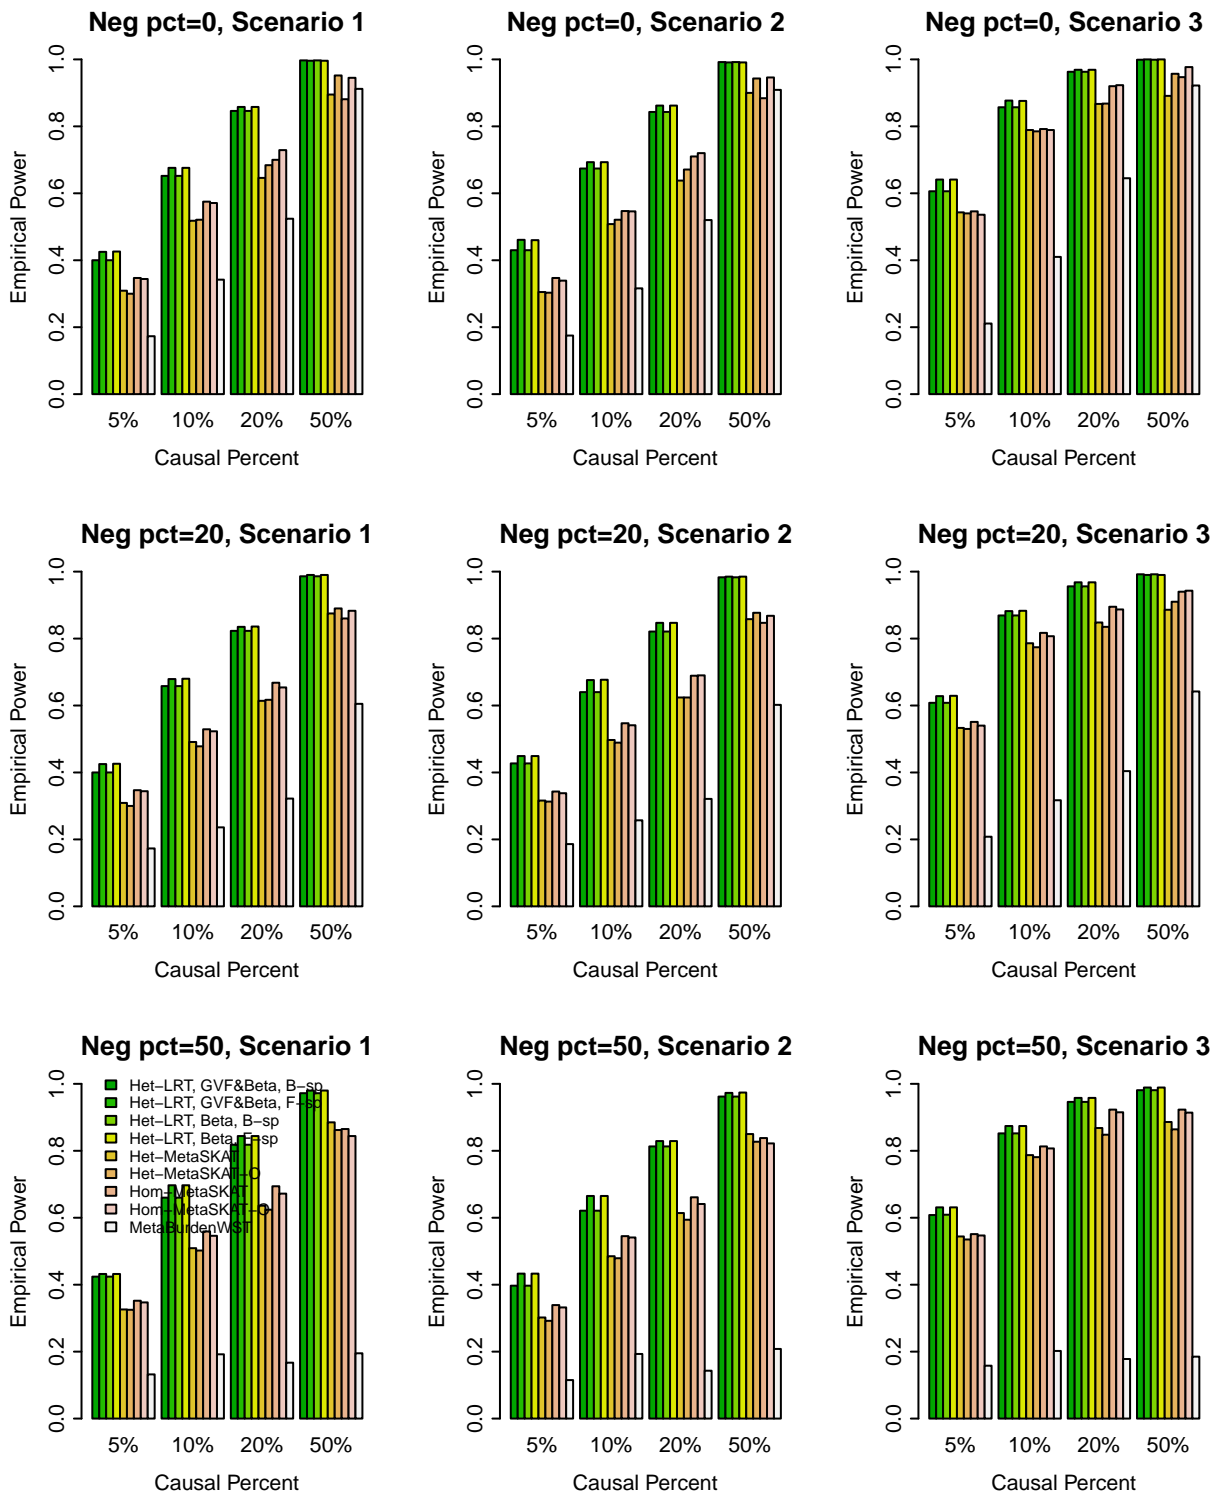 Neg pct=0, Scenario 1
Empirical Power
0.0 0.2 0.4 0.6 0.8 1.0
5% 10% 20% 50%
Causal Percent
Neg pct=0, Scenario 2
Empirical Power
0.0 0.2 0.4 0.6 0.8 1.0
5% 10% 20% 50%
Causal Percent
Neg pct=0, Scenario 3
Empirical Power
0.0 0.2 0.4 0.6 0.8 1.0
5% 10% 20% 50%
Causal Percent
Neg pct=20, Scenario 1
Empirical Power
0.0 0.2 0.4 0.6 0.8 1.0
5% 10% 20% 50%
Causal Percent
Neg pct=20, Scenario 2
Empirical Power
0.0 0.2 0.4 0.6 0.8 1.0
5% 10% 20% 50%
Causal Percent
Neg pct=20, Scenario 3
Empirical Power
0.0 0.2 0.4 0.6 0.8 1.0
5% 10% 20% 50%
Causal Percent
Neg pct=50, Scenario 1
Empirical Power
0.0 0.2 0.4 0.6 0.8 1.0
Het−LRT, GVF&Beta, B−sp
Het−LRT, GVF&Beta, F−sp
Het−LRT, Beta, B−sp
Het−LRT, Beta, F−sp
Het−MetaSKAT
Het−MetaSKAT−O
Hom−MetaSKAT
Hom−MetaSKAT−O
MetaBurdenWST
5% 10% 20% 50%
Causal Percent
Neg pct=50, Scenario 2
Empirical Power
0.0 0.2 0.4 0.6 0.8 1.0
5% 10% 20% 50%
Causal Percent
Neg pct=50, Scenario 3
Empirical Power
0.0 0.2 0.4 0.6 0.8 1.0
5% 10% 20% 50%
Causal Percent